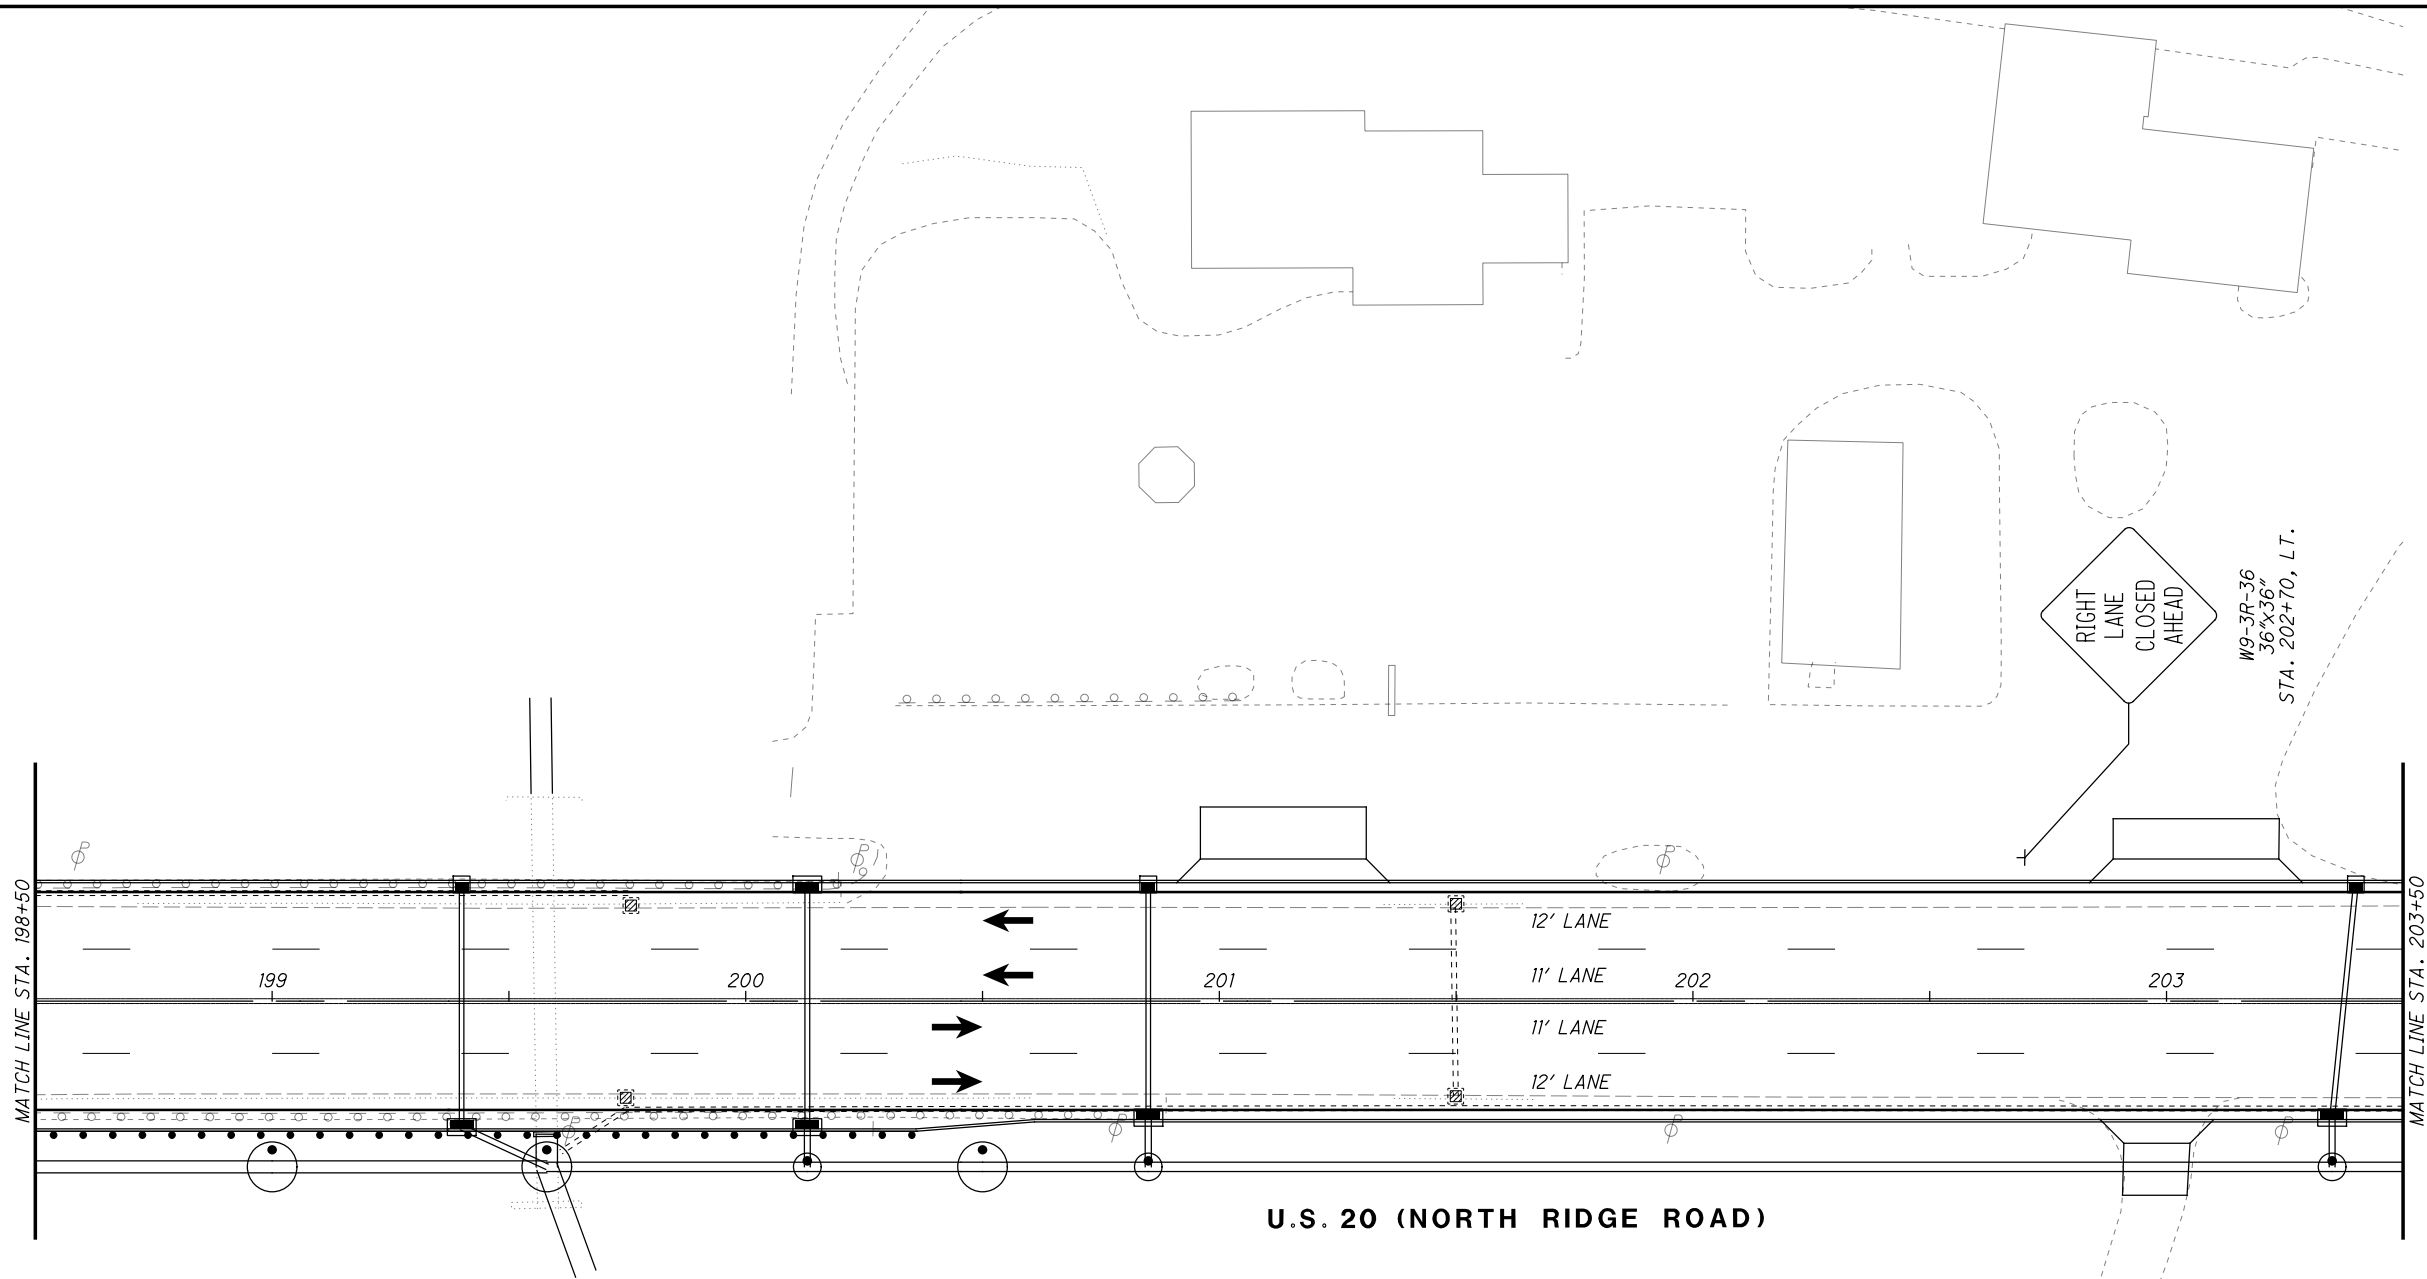 RIGHT
LANE
CLOSED
AHEAD
W9-3R-36
36"x36"
STA. 202+70, LT.
MATCH LINE STA. 198+50
MATCH LINE STA. 203+50
12' LANE
199
200
201
11' LANE
202
203
11' LANE
12' LANE
U.S. 20 (NORTH RIDGE ROAD)